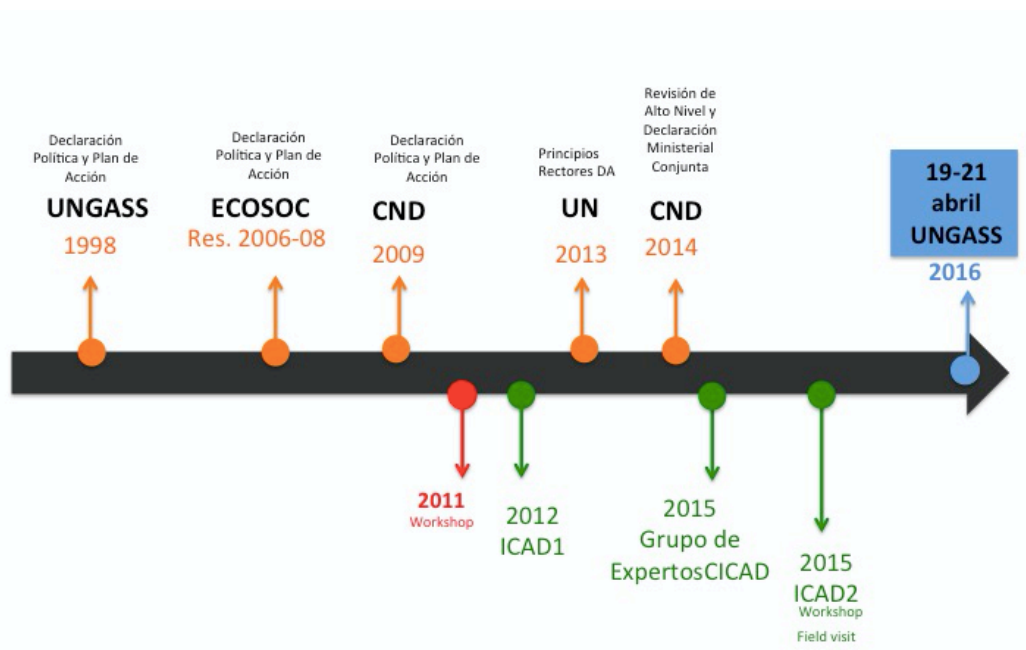 Declaración
Política y Plan de
Acción
UNGASS
1998
Declaración
Política y Plan de
Acción
ECOSOC
Res. 2006-08
Declaración
Política y Plan de
Acción
CND
2009
Principios
Rectores DA
UN
2013
Revisión de
Alto Nivel y
Declaración
Ministerial
Conjunta
CND
2014
19-21
abril
UNGASS
2016
2011
Workshop
2012
ICAD1
2015
Grupo de
ExpertosCICAD
2015
ICAD2
Workshop
Field visit